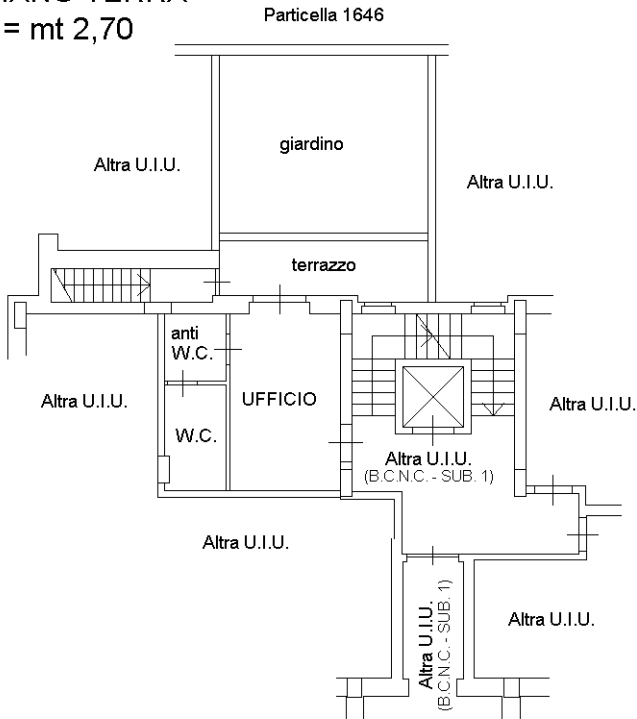 Particella 1646
= mt 2,70
giardino
Altra U.I.U.
Altra U.I.U.
terrazzo
anti
W.C.
Altra U.I.U.
UFFICIO
Altra U.I.U.
W.C.
Altra U.I.U.
(B.C.N.C. - SUB. 1)
Altra U.I.U.
Altra U.I.U.
Altra U.I.U.
(B.C.N.C. - SUB. 1)